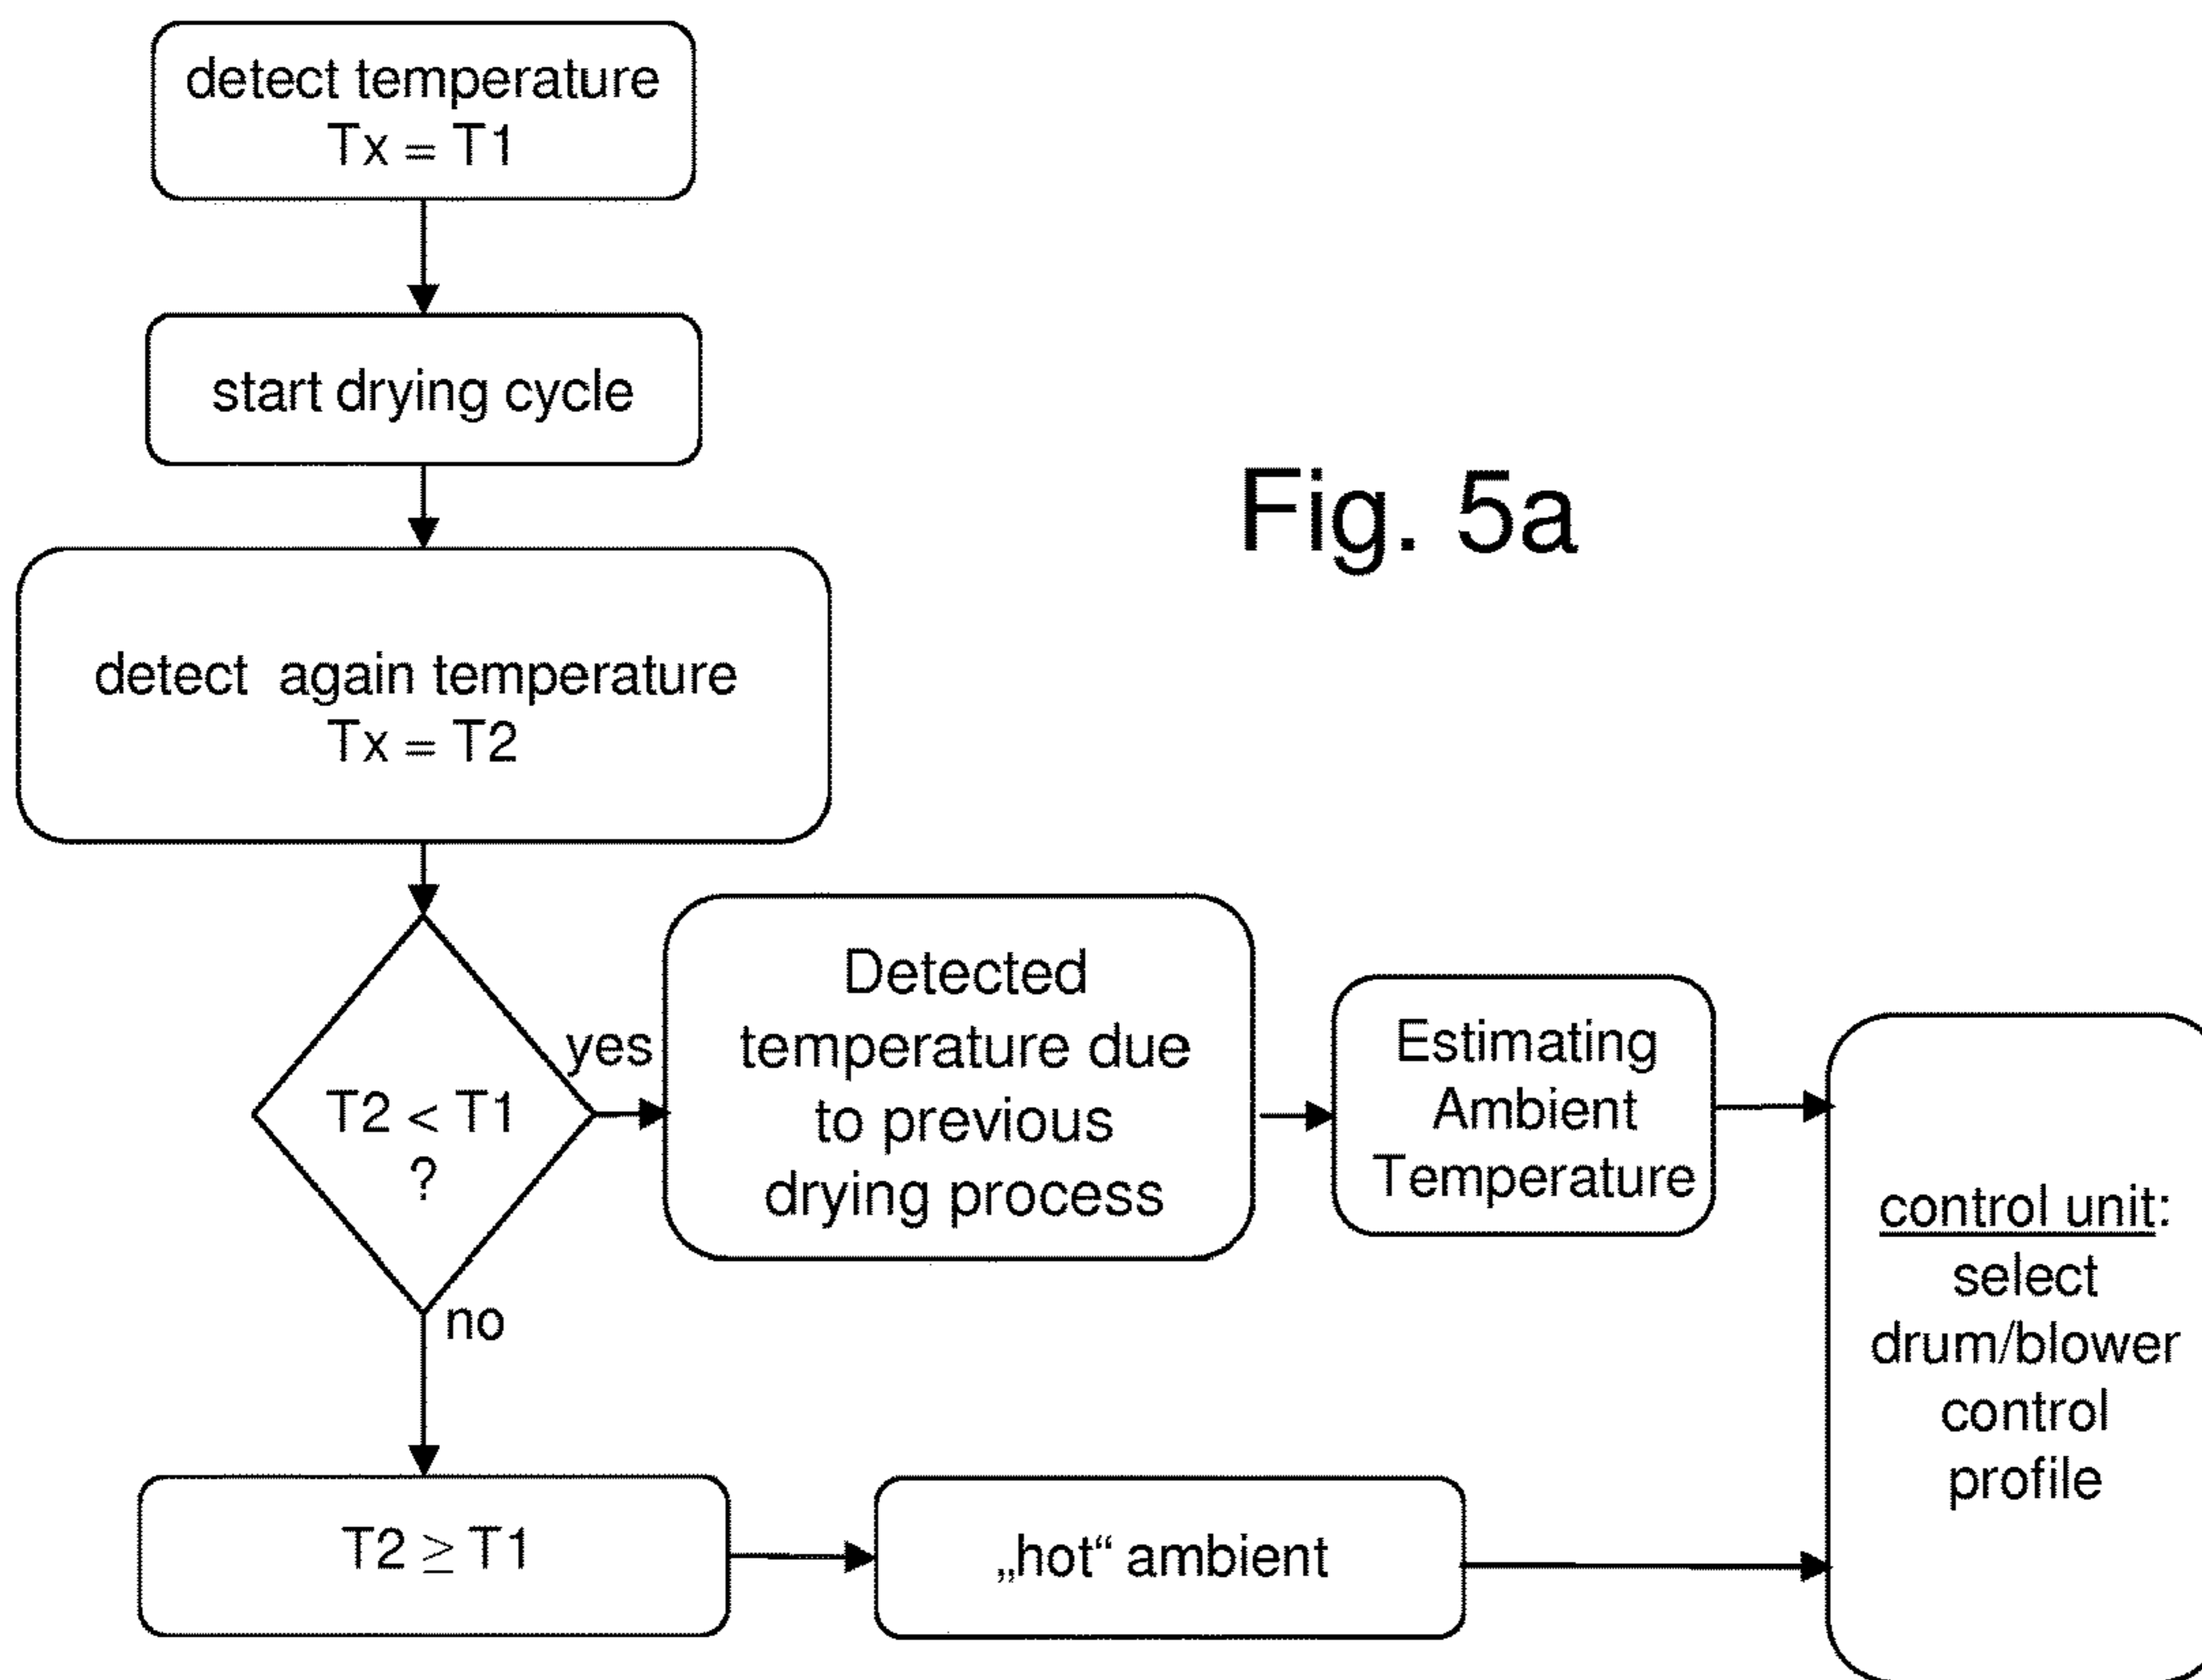 detect temperature
Tx = T1
start drying cycle
Fig. 5a
detect again temperature
Tx = T2
T2 < T1
?
yes
no
Detected
temperature due
to previous
drying process
Estimating
Ambient
Temperature
control unit:
select
drum/blower
control
profile
T2 ≥ T1
„hot“ ambient